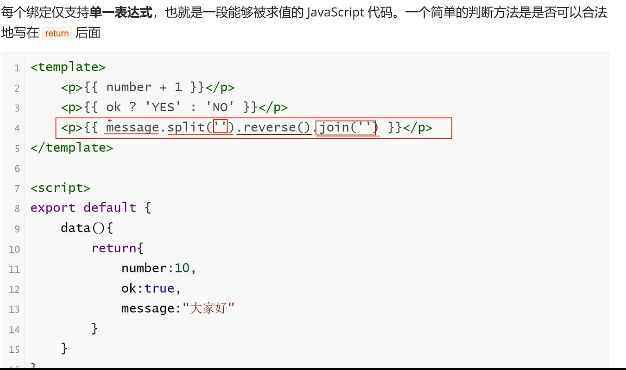 每个绑定仅支持单一表达式，也就是一段能够被求值的 JavaScript 代码。一个简单的判断方法是是否可以合法
地写在 return 后面
1 <template>
2     <p>{{ number + 1 }}</p>
3     <p>{{ ok ? 'YES' : 'NO' }}</p>
4     <p>{{ message.split('').reverse().join('') }}</p>
5 </template>
6
7 <script>
8 export default {
9     data(){
10         return{
11             number:10,
12             ok:true,
13             message:"大家好"
14         }
15     }